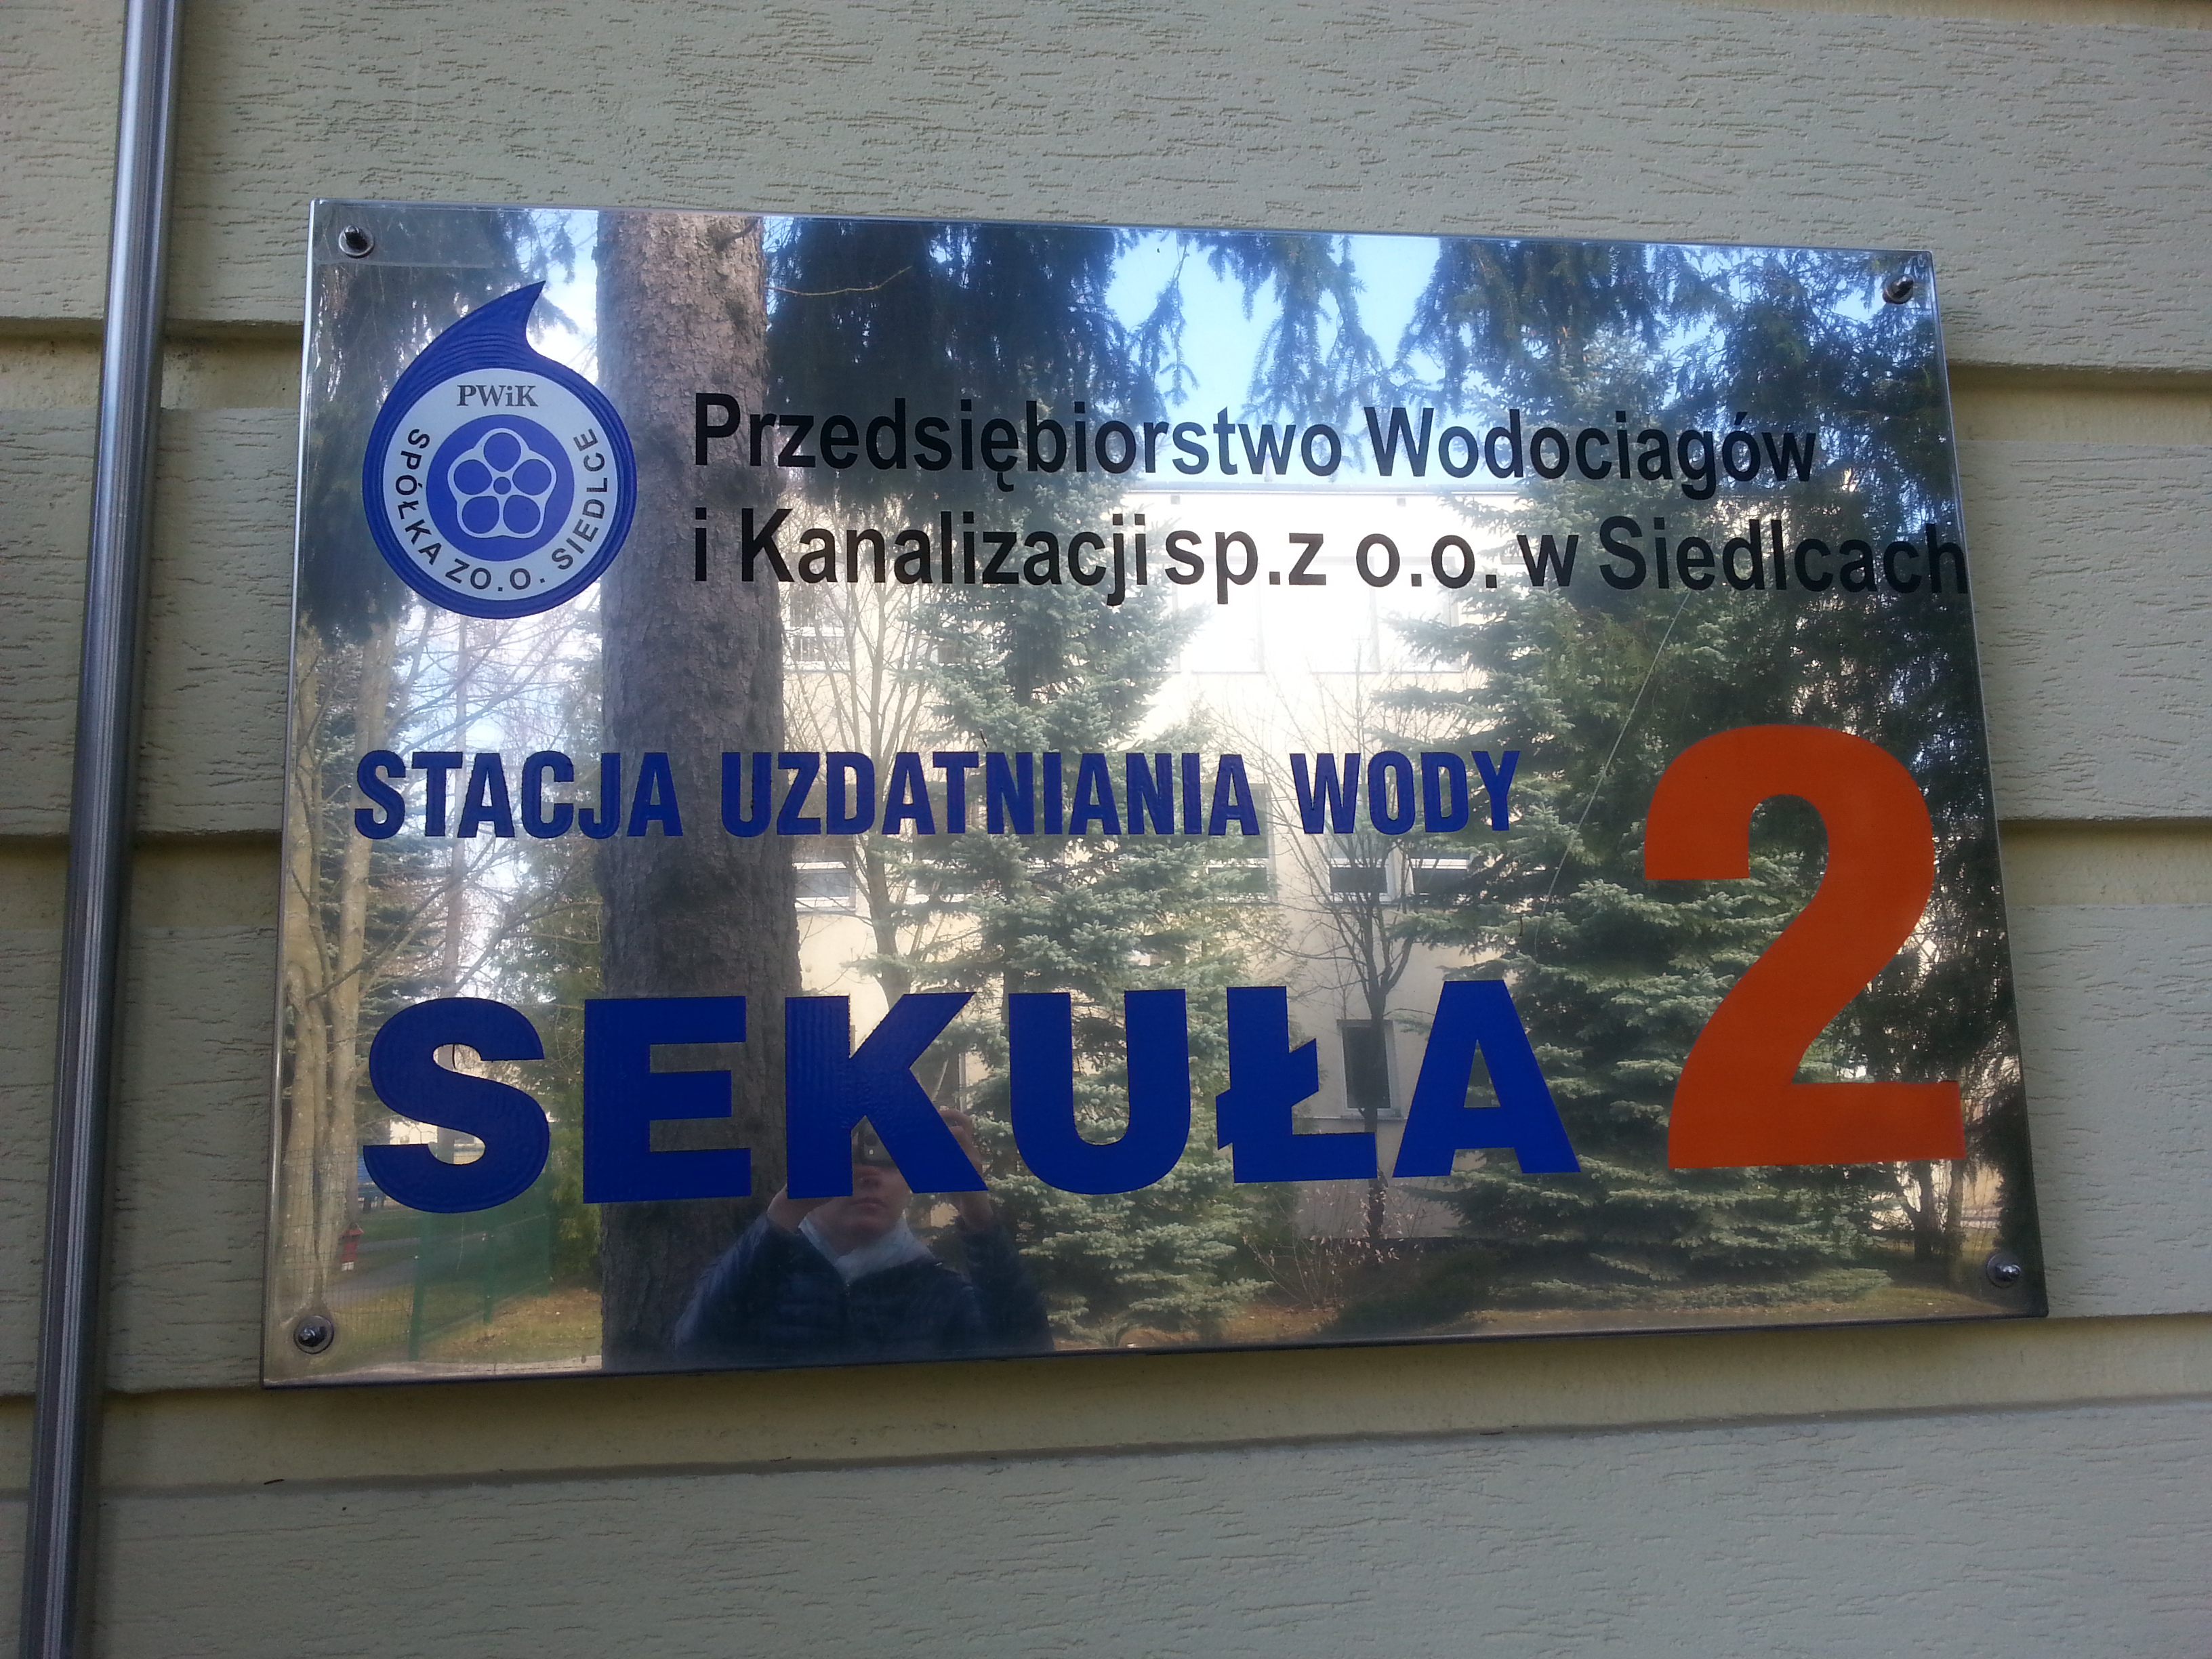 PWiK
SPÓŁKA ZO.O. SIEDLCE
Przedsiębiorstwo Wodociagów
i Kanalizacji sp.z o.o. w Siedlcach
STACJA UZDATNIANIA WODY
SEKUŁA 2